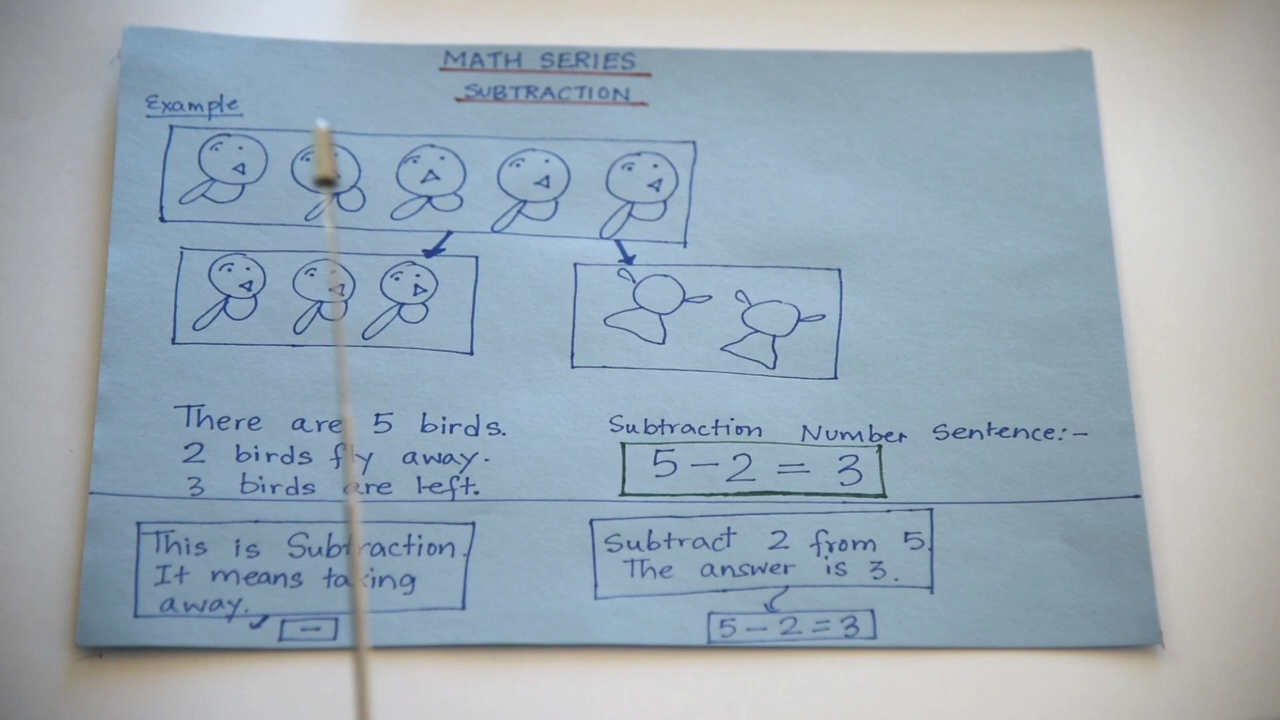 MATH SERIES
SUBTRACTION
Example
There are 5 birds.
2 birds fly away.
3 birds are left.
Subtraction Number Sentence:-
5 - 2 = 3
This is Subtraction.
It means taking
away.
-
Subtract 2 from 5.
The answer is 3.
5 - 2 = 3